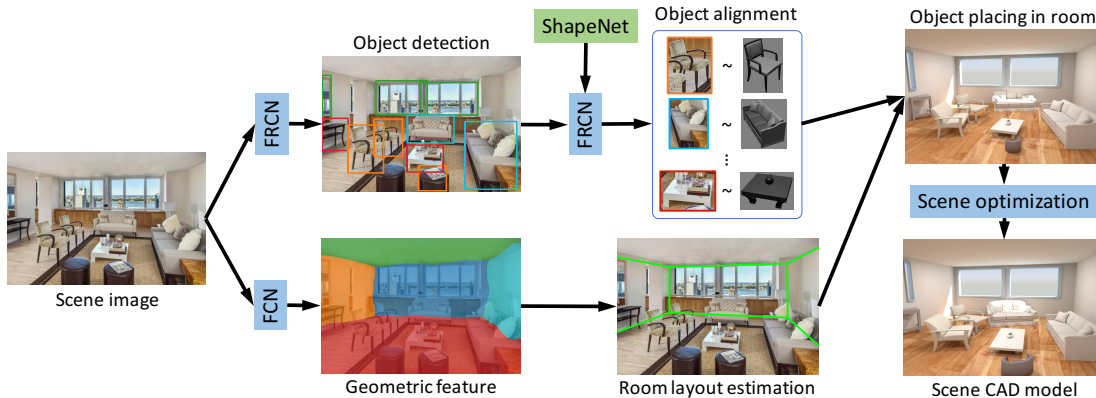 ShapeNet
Object detection
Object alignment
Object placing in room
FRCN
FRCN
~
~
⋮
~
Scene optimization
Scene image
FCN
Geometric feature
Room layout estimation
Scene CAD model